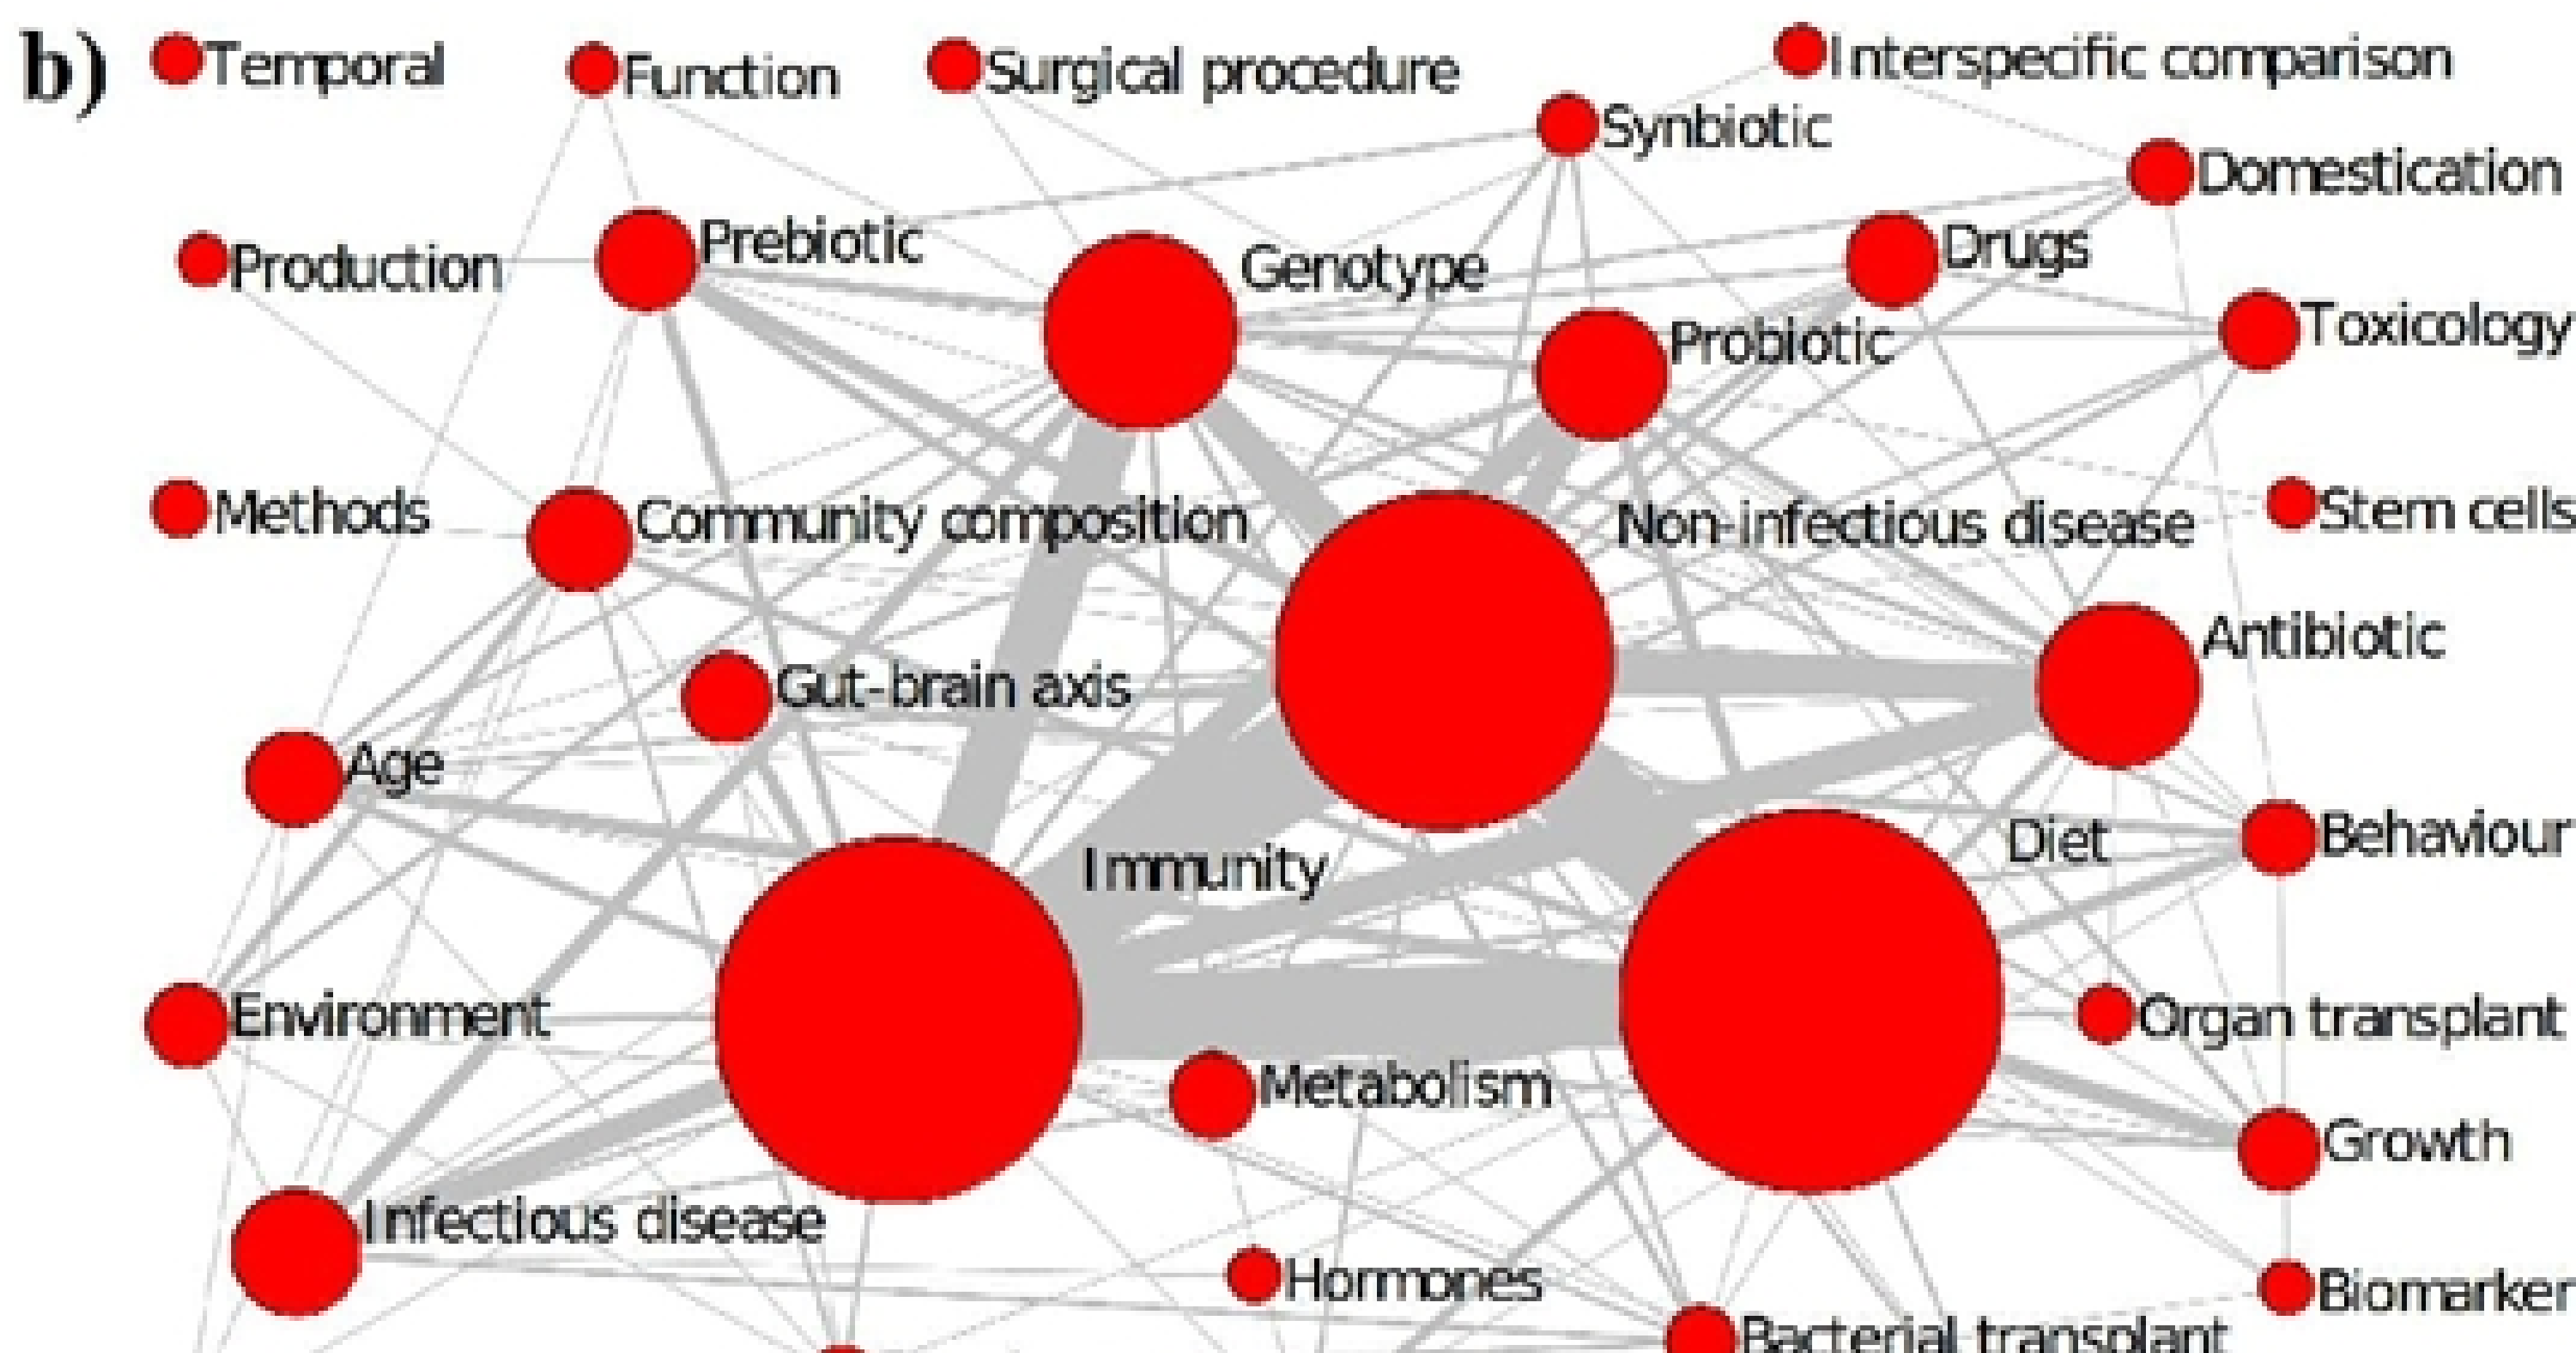 b)
Temporal
Function
Surgical procedure
Interspecific comparison
Synbiotic
Domestication
Production
Prebiotic
Genotype
Drugs
Probiotic
Toxicology
Methods
Community composition
Non-infectious disease
Stem cells
Gut-brain axis
Antibiotic
Age
Immunity
Diet
Behaviour
Environment
Metabolism
Organ transplant
Growth
Infectious disease
Hormones
Biomarker
Bacterial transplant